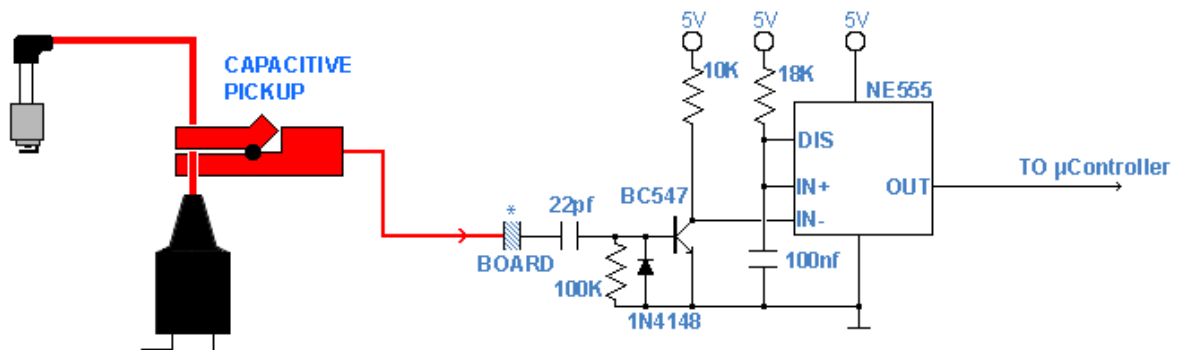 5V
5V
5V
CAPACITIVE
PICKUP
10K
18K
NE555
DIS
IN+
OUT
IN-
TO µController
BC547
22pf
*
BOARD
100K
1N4148
100nf